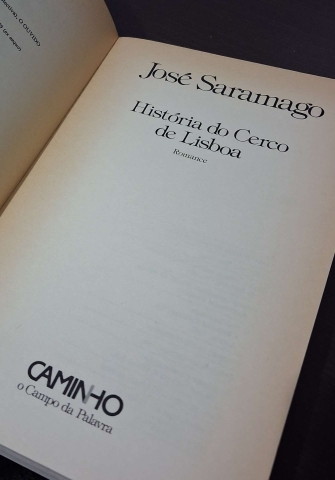 José Saramago
História do Cerco
de Lisboa
Romance
CAMINHO
o Campo da Palavra